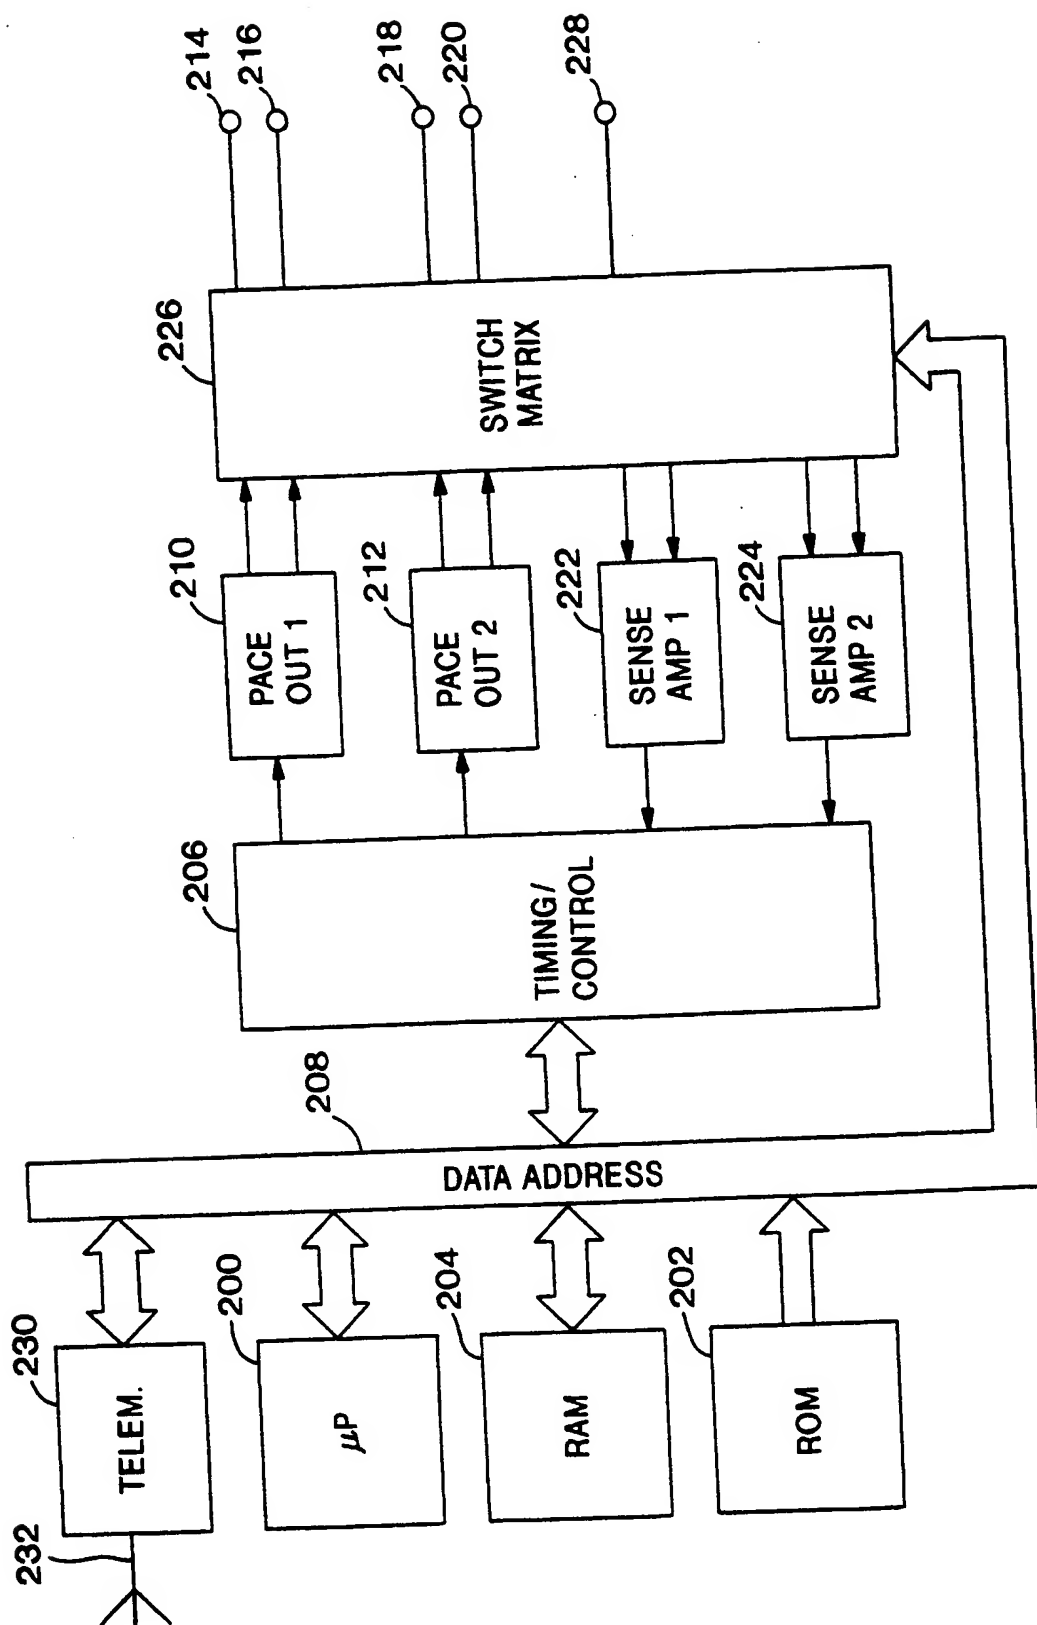 232
230
TELEM.
200
μP
204
RAM
202
ROM
208
DATA ADDRESS
206
TIMING/
CONTROL
210
PACE
OUT 1
212
PACE
OUT 2
222
SENSE
AMP 1
224
SENSE
AMP 2
226
SWITCH
MATRIX
214
216
218
220
228